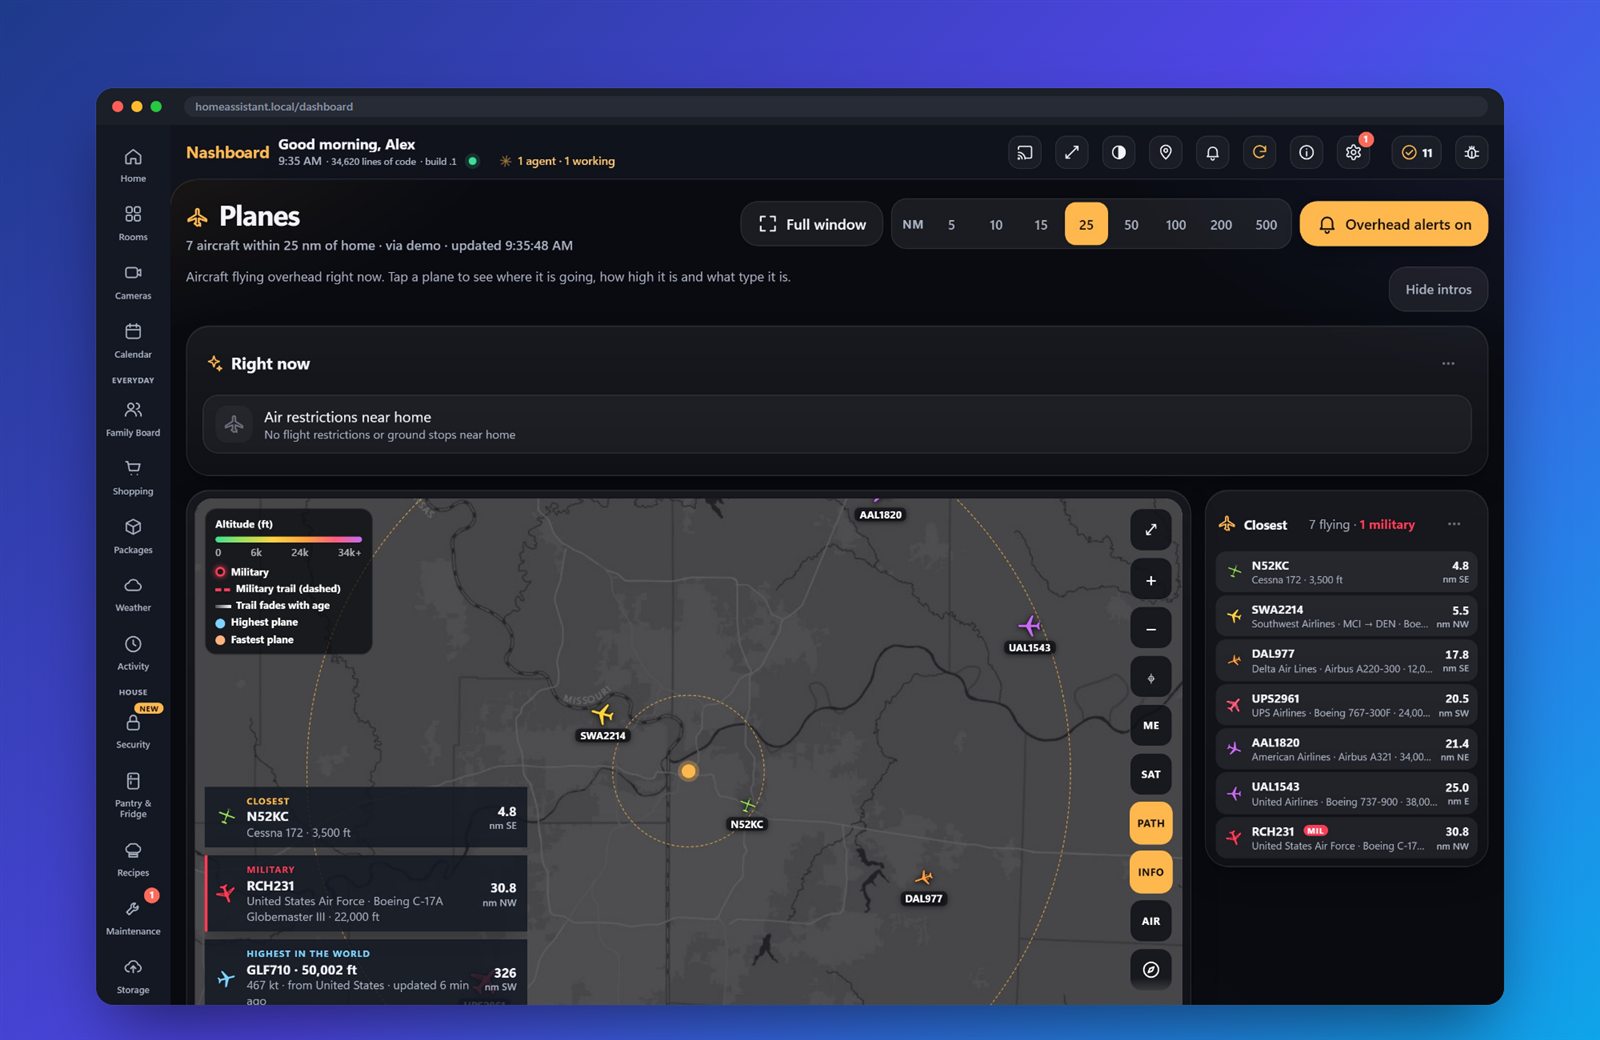 homeassistant.local/dashboard
Nashboard
Good morning, Alex
9:35 AM · 34,620 lines of code · build .1
1 agent · 1 working
1
11
Home
Rooms
Cameras
Calendar
EVERYDAY
Family Board
Shopping
Packages
Weather
Activity
HOUSE
NEW
Security
Pantry &
Fridge
Recipes
1
Maintenance
Storage
Planes
7 aircraft within 25 nm of home · via demo · updated 9:35:48 AM
Full window
NM 5 10 15 25 50 100 200 500
Overhead alerts on
Aircraft flying overhead right now. Tap a plane to see where it is going, how high it is and what type it is.
Hide intros
Right now
Air restrictions near home
No flight restrictions or ground stops near home
Altitude (ft)
0 6k 24k 34k+
Military
Military trail (dashed)
Trail fades with age
Highest plane
Fastest plane
AAL1820
UAL1543
MISSOURI
SWA2214
N52KC
DAL977
CLOSEST
N52KC
Cessna 172 · 3,500 ft
4.8
nm SE
MILITARY
RCH231
United States Air Force · Boeing C-17A
Globemaster III · 22,000 ft
30.8
nm NW
HIGHEST IN THE WORLD
GLF710 · 50,002 ft
467 kt · from United States · updated 6 min
ago
326
nm SW
UPS2961
+
−
ME
SAT
PATH
INFO
AIR
Closest
7 flying · 1 military
N52KC
Cessna 172 · 3,500 ft
4.8
nm SE
SWA2214
Southwest Airlines · MCI → DEN · Boe...
5.5
nm NW
DAL977
Delta Air Lines · Airbus A220-300 · 12,0...
17.8
nm SE
UPS2961
UPS Airlines · Boeing 767-300F · 24,00...
20.5
nm SW
AAL1820
American Airlines · Airbus A321 · 34,00...
21.4
nm NE
UAL1543
United Airlines · Boeing 737-900 · 38,00...
25.0
nm E
RCH231 MIL
United States Air Force · Boeing C-17...
30.8
nm NW